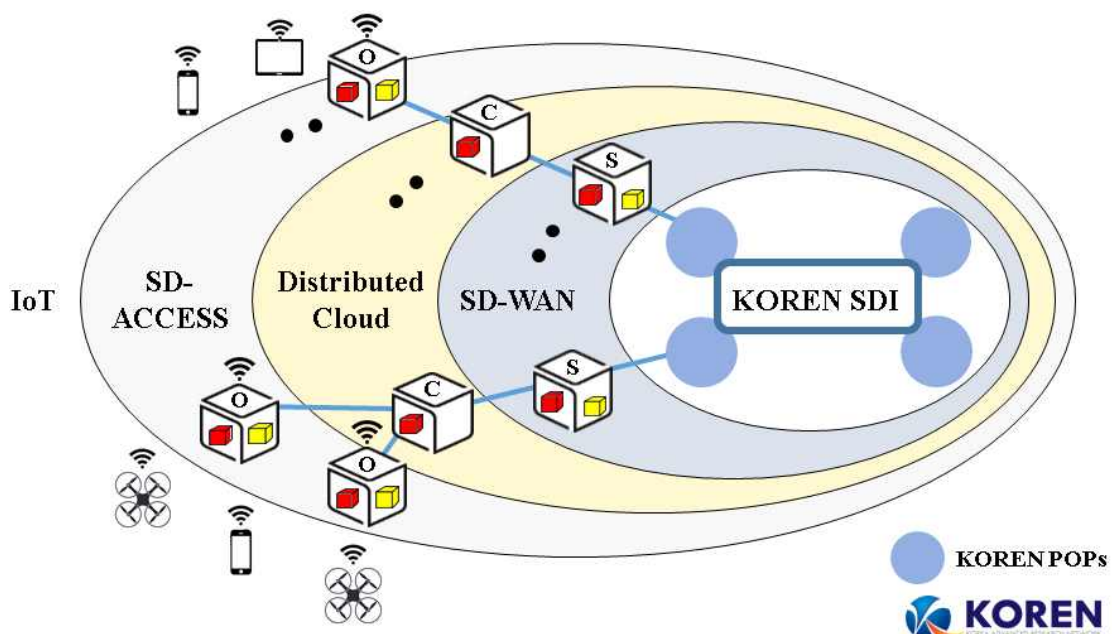 O
C
S
SD-
ACCESS
Distributed
Cloud
SD-WAN
KOREN SDI
IoT
S
C
O
O
KOREN POPs
KOREN